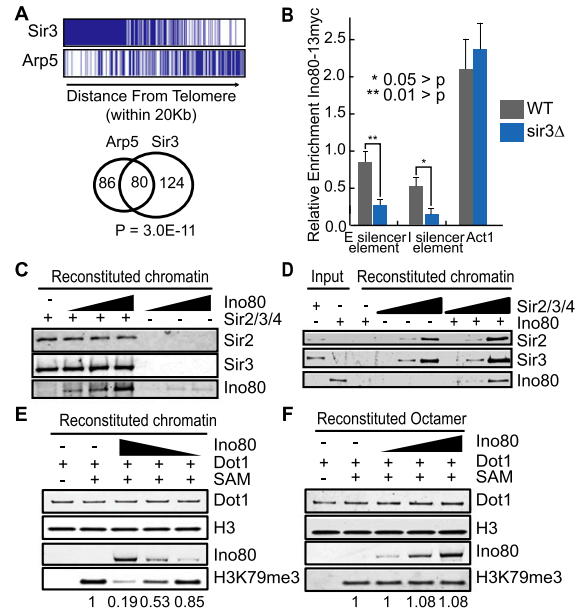 A
Sir3
Arp5
Distance From Telomere
(within 20Kb)
Arp5 Sir3
86 80 124
P = 3.0E-11
B
Relative Enrichment Ino80-13myc
2.5
2.0
1.5
1.0
0.5
0.0
* 0.05 > p
** 0.01 > p
WT
sir3Δ
**
*
E silencer element
I silencer element
Act1
C
Reconstituted chromatin
- - Ino80
+ + + + - - - Sir2/3/4
Sir2
Sir3
Ino80
D
Input Reconstituted chromatin
+ - - Sir2/3/4
- + + - - - + + + Ino80
Sir2
Sir3
Ino80
E
Reconstituted chromatin
- - Ino80
+ + + + + Dot1
- + + + + SAM
Dot1
H3
Ino80
H3K79me3
1 0.19 0.53 0.85
F
Reconstituted Octamer
- - Ino80
+ + + + + Dot1
- + + + + SAM
Dot1
H3
Ino80
H3K79me3
1 1 1.08 1.08